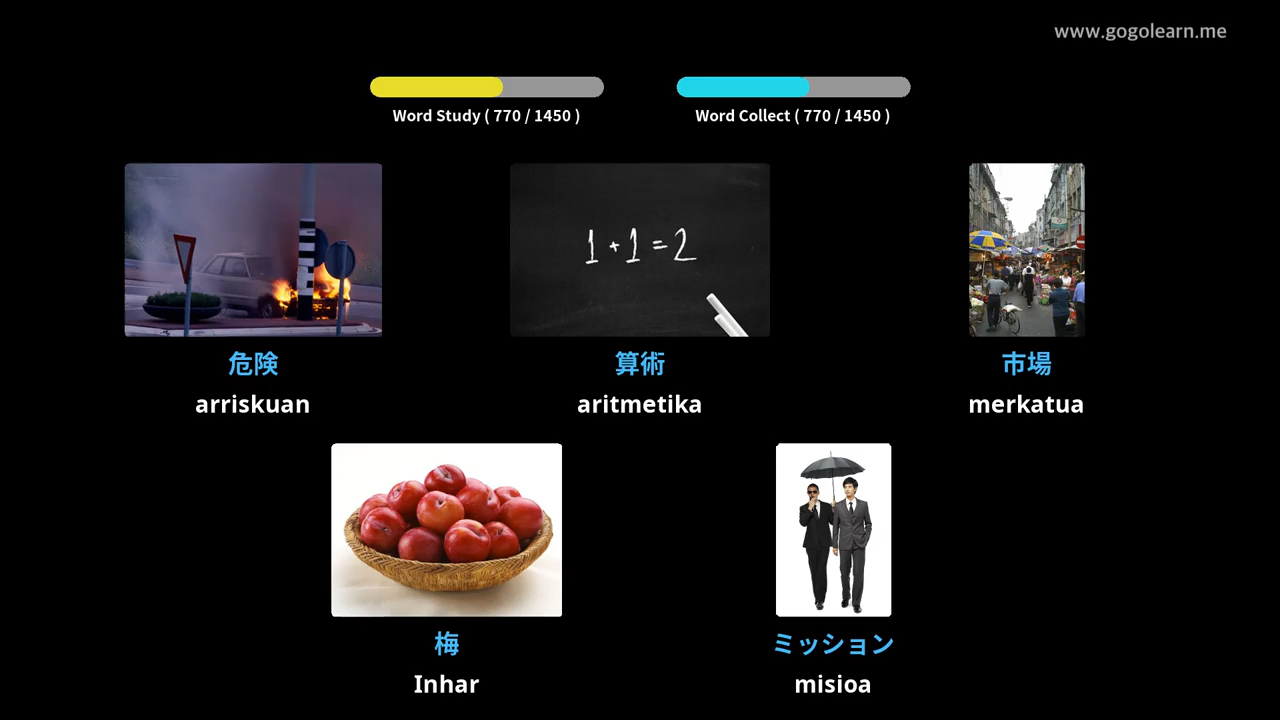 www.gogolearn.me
Word Study ( 770 / 1450 )
Word Collect ( 770 / 1450 )
1 + 1 = 2
危険
算術
市場
arriskuan
aritmetika
merkatua
梅
ミッション
Inhar
misioa